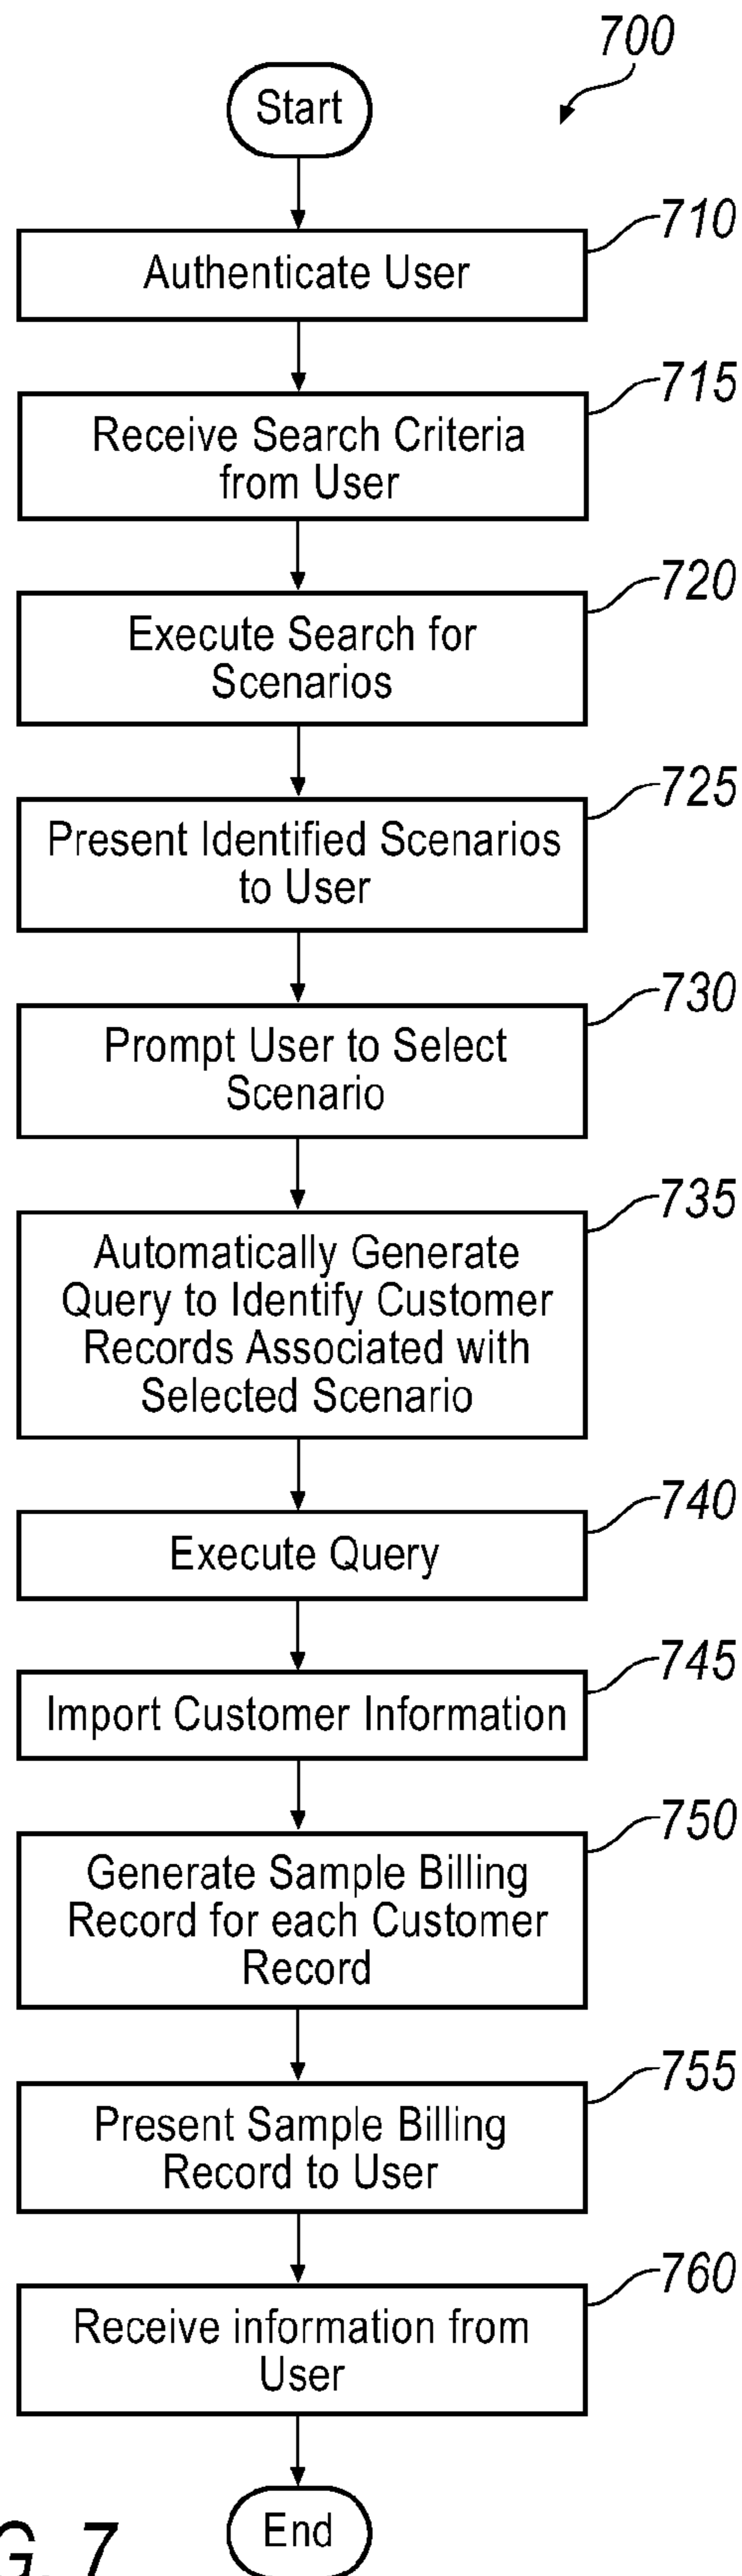 700
Start
710
Authenticate User
715
Receive Search Criteria
from User
720
Execute Search for
Scenarios
725
Present Identified Scenarios
to User
730
Prompt User to Select
Scenario
735
Automatically Generate
Query to Identify Customer
Records Associated with
Selected Scenario
740
Execute Query
745
Import Customer Information
750
Generate Sample Billing
Record for each Customer
Record
755
Present Sample Billing
Record to User
760
Receive information from
User
End
G. 7